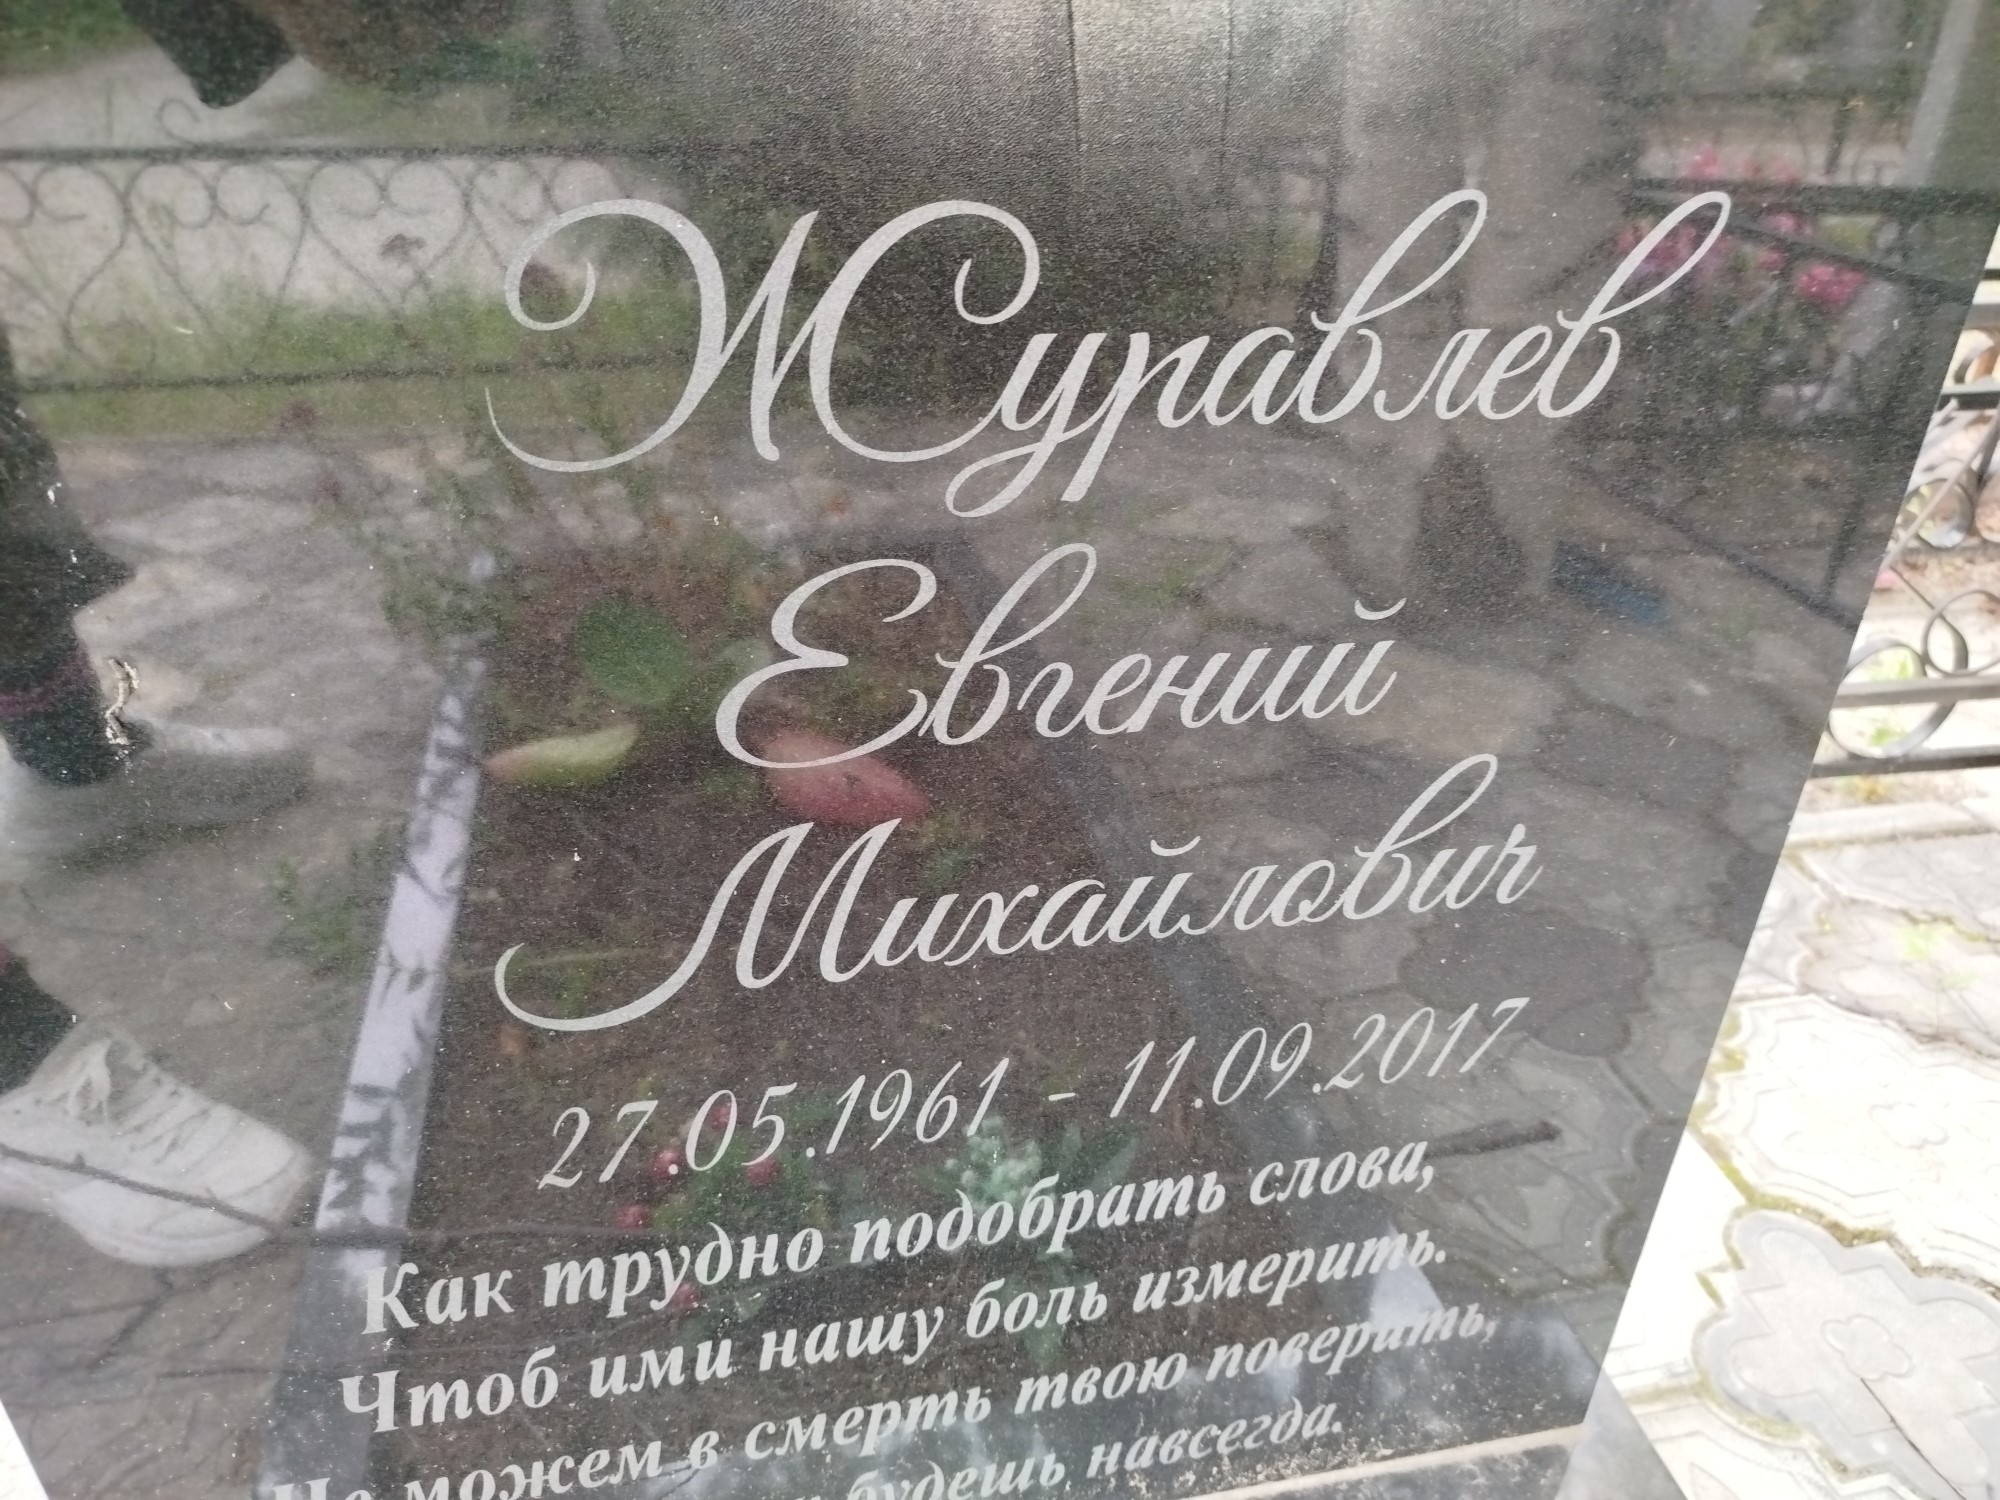 Журавлев
Евгений
Михайлович
27.05.1961 - 11.09.2017
Как трудно подобрать слова,
Чтоб ими нашу боль измерить.
Не можем в смерть твою поверить,
будешь навсегда.